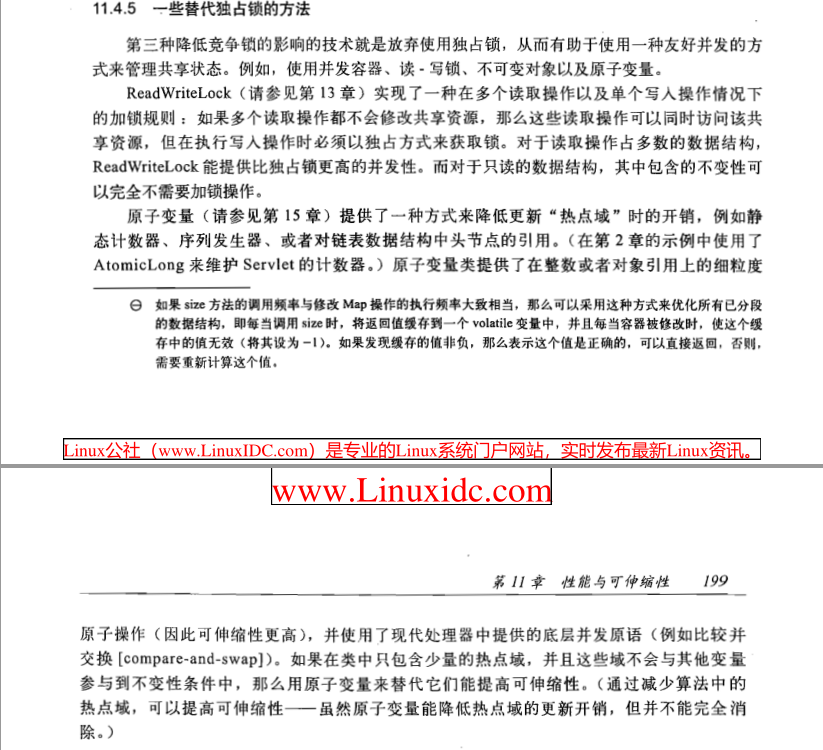 11.4.5 一些替代独占锁的方法
第三种降低竞争锁的影响的技术就是放弃使用独占锁，从而有助于使用一种友好并发的方
式来管理共享状态。例如，使用并发容器、读 - 写锁、不可变对象以及原子变量。
ReadWriteLock（请参见第 13 章）实现了一种在多个读取操作以及单个写入操作情况下
的加锁规则：如果多个读取操作都不会修改共享资源，那么这些读取操作可以同时访问该共
享资源，但在执行写入操作时必须以独占方式来获取锁。对于读取操作占多数的数据结构，
ReadWriteLock 能提供比独占锁更高的并发性。而对于只读的数据结构，其中包含的不变性可
以完全不需要加锁操作。
原子变量（请参见第 15 章）提供了一种方式来降低更新“热点域”时的开销，例如静
态计数器、序列发生器、或者对链表数据结构中头节点的引用。（在第 2 章的示例中使用了
AtomicLong 来维护 Servlet 的计数器。）原子变量类提供了在整数或者对象引用上的细粒度
㊀ 如果 size 方法的调用频率与修改 Map 操作的执行频率大致相当，那么可以采用这种方式来优化所有已分段
的数据结构，即每当调用 size 时，将返回值缓存到一个 volatile 变量中，并且每当容器被修改时，使这个缓
存中的值无效（将其设为 −1）。如果发现缓存的值非负，那么表示这个值是正确的，可以直接返回，否则，
需要重新计算这个值。
Linux公社（www.LinuxIDC.com）是专业的Linux系统门户网站，实时发布最新Linux资讯。
www.Linuxidc.com
第 11 章 性能与可伸缩性 199
原子操作（因此可伸缩性更高），并使用了现代处理器中提供的底层并发原语（例如比较并
交换 [compare-and-swap]）。如果在类中只包含少量的热点域，并且这些域不会与其他变量
参与到不变性条件中，那么用原子变量来替代它们能提高可伸缩性。（通过减少算法中的
热点域，可以提高可伸缩性——虽然原子变量能降低热点域的更新开销，但并不能完全消
除。）